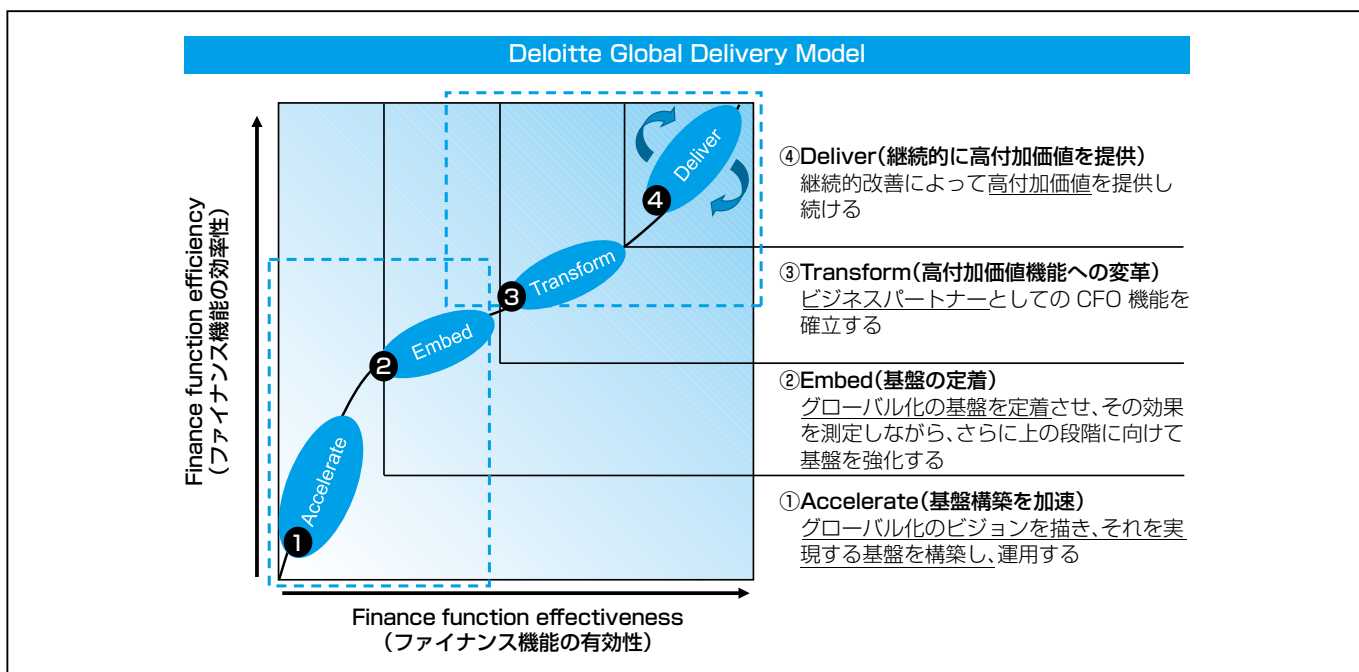 Deloitte Global Delivery Model
Finance function efficiency
(ファイナンス機能の効率性)
Deliver
4
Transform
3
Embed
2
Accelerate
1
Finance function effectiveness
(ファイナンス機能の有効性)
④Deliver(継続的に高付加価値を提供)
継続的改善によって高付加価値を提供し
続ける
③Transform(高付加価値機能への変革)
ビジネスパートナーとしての CFO 機能を
確立する
②Embed(基盤の定着)
グローバル化の基盤を定着させ、その効果
を測定しながら、さらに上の段階に向けて
基盤を強化する
①Accelerate(基盤構築を加速)
グローバル化のビジョンを描き、それを実
現する基盤を構築し、運用する